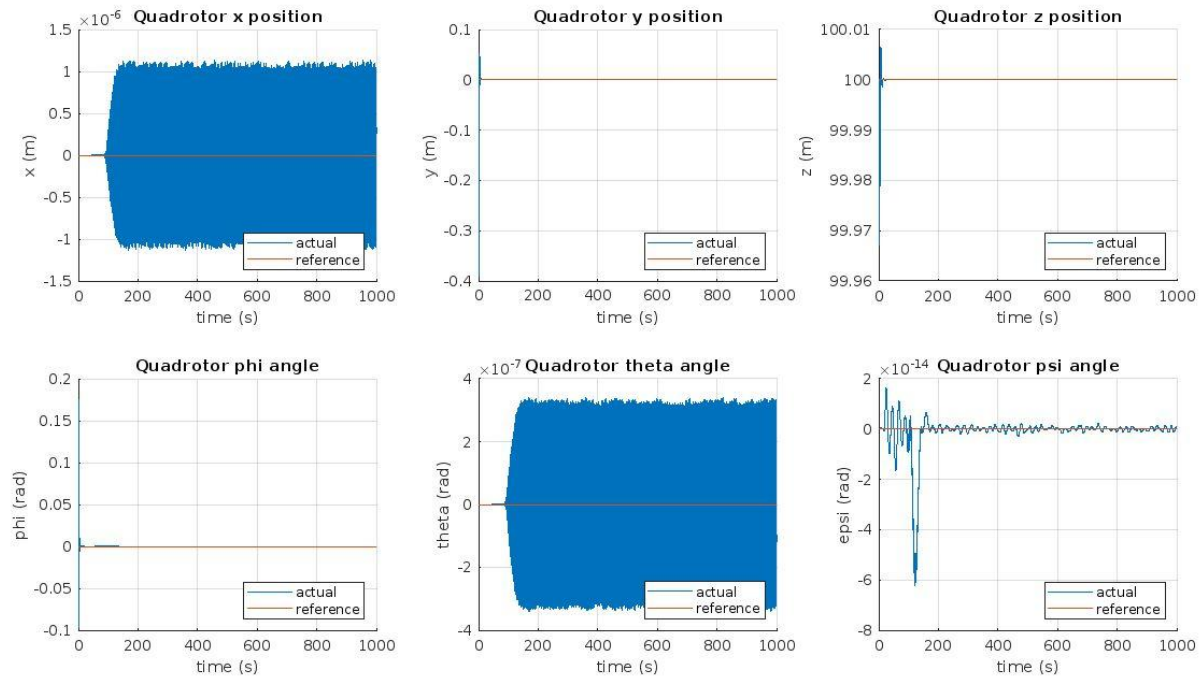 Quadrotor x position
×10⁻⁶
1.5
1
0.5
0
-0.5
-1
-1.5
x (m)
actual
reference
0 200 400 600 800 1000
time (s)
Quadrotor y position
0.1
0
-0.1
-0.2
-0.3
-0.4
y (m)
actual
reference
0 200 400 600 800 1000
time (s)
Quadrotor z position
100.01
100
99.99
99.98
99.97
99.96
z (m)
actual
reference
0 200 400 600 800 1000
time (s)
Quadrotor phi angle
0.2
0.15
0.1
0.05
0
-0.05
-0.1
phi (rad)
actual
reference
0 200 400 600 800 1000
time (s)
×10⁻⁷ Quadrotor theta angle
4
2
0
-2
-4
theta (rad)
actual
reference
0 200 400 600 800 1000
time (s)
×10⁻¹⁴ Quadrotor psi angle
2
0
-2
-4
-6
-8
epsi (rad)
actual
reference
0 200 400 600 800 1000
time (s)